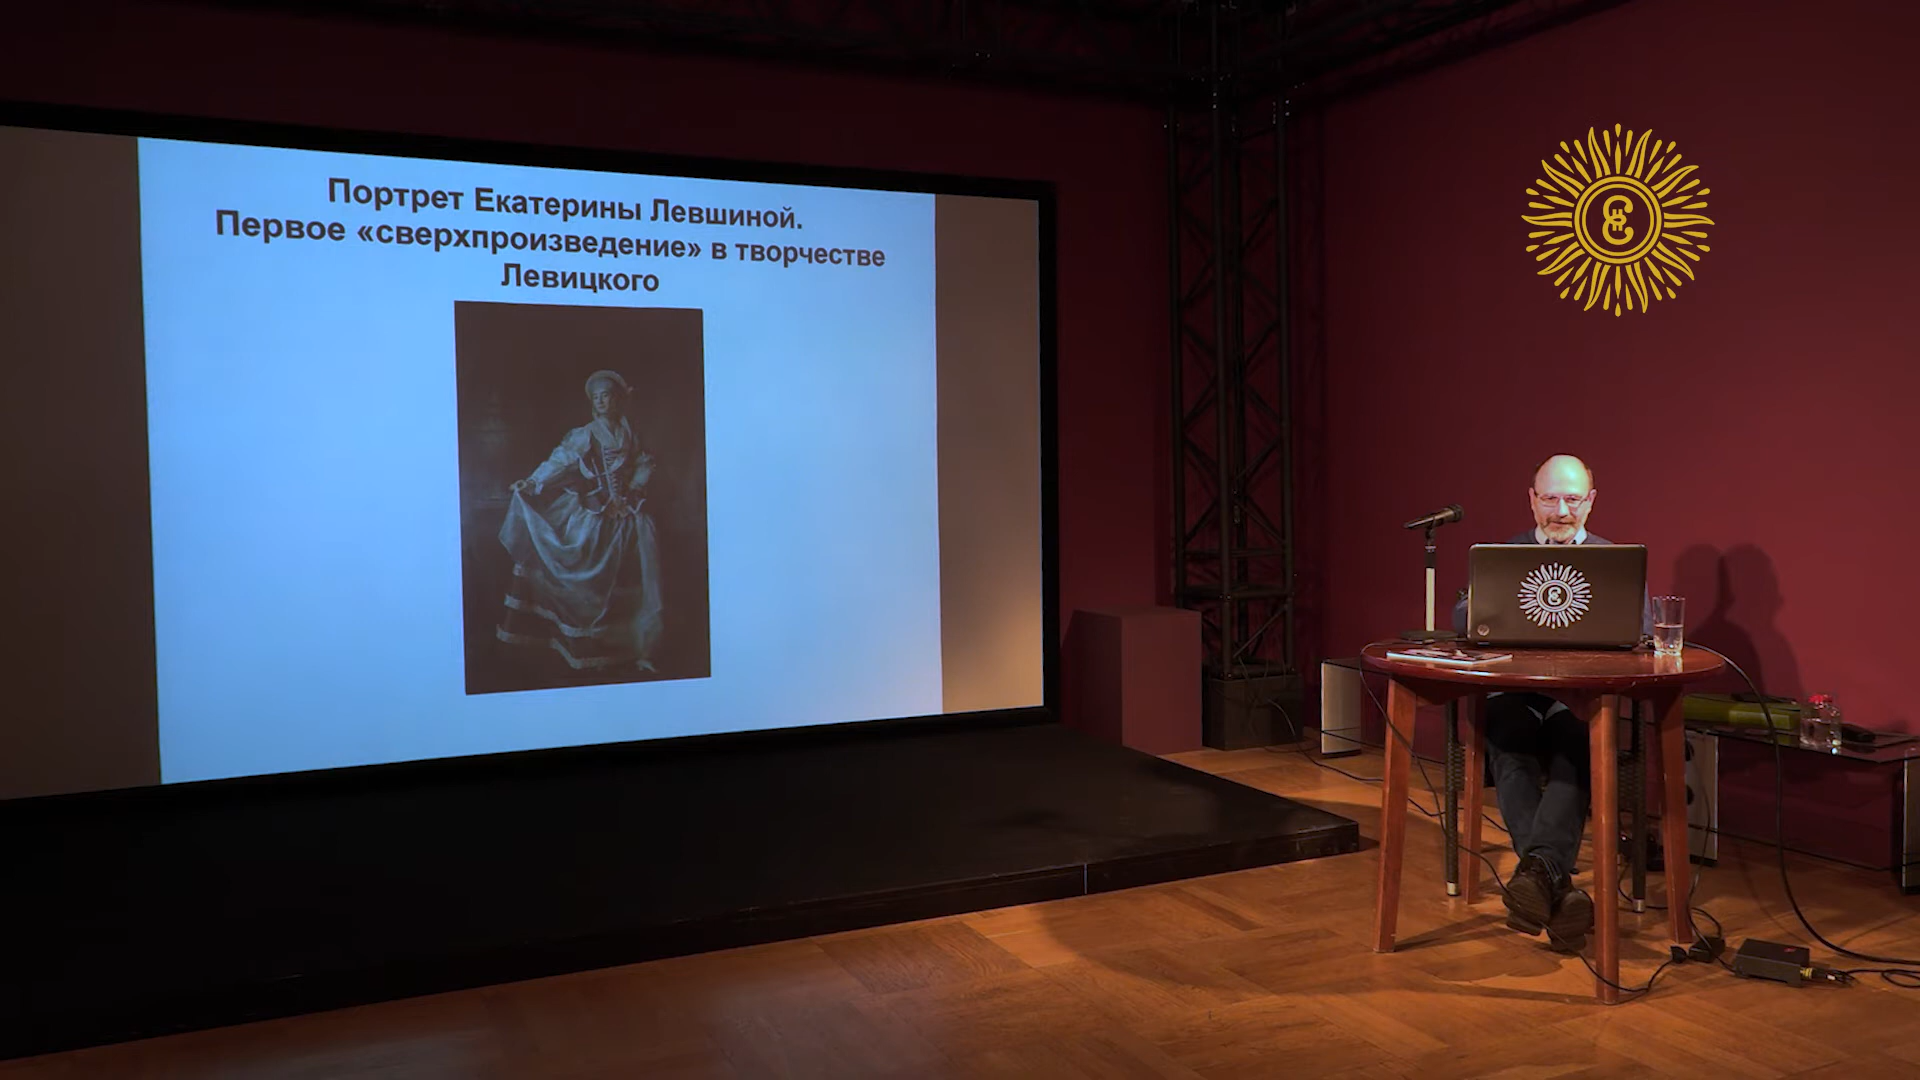 Портрет Екатерины Левшиной.
Первое «сверхпроизведение» в творчестве
Левицкого